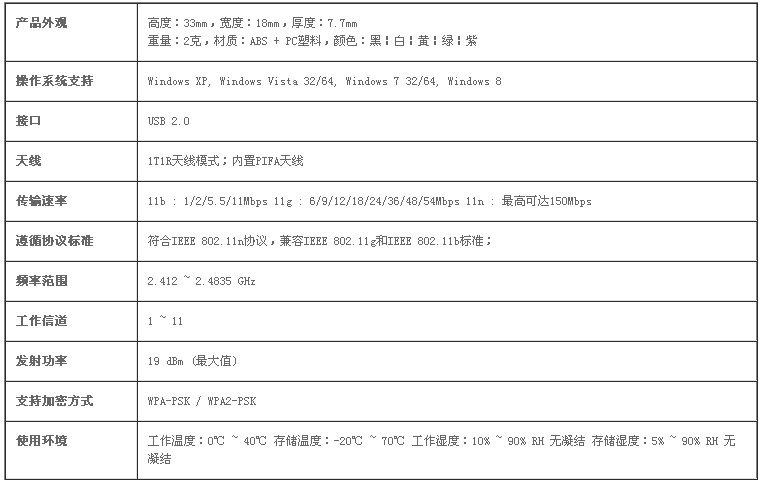 产品外观
高度：33mm，宽度：18mm，厚度：7.7mm
重量：2克，材质：ABS + PC塑料，颜色：黑¦白¦黄¦绿¦紫
操作系统支持
Windows XP, Windows Vista 32/64, Windows 7 32/64, Windows 8
接口
USB 2.0
天线
1T1R天线模式；内置PIFA天线
传输速率
11b : 1/2/5.5/11Mbps 11g : 6/9/12/18/24/36/48/54Mbps 11n : 最高可达150Mbps
遵循协议标准
符合IEEE 802.11n协议，兼容IEEE 802.11g和IEEE 802.11b标准；
频率范围
2.412 ~ 2.4835 GHz
工作信道
1 ~ 11
发射功率
19 dBm (最大值)
支持加密方式
WPA-PSK / WPA2-PSK
使用环境
工作温度：0℃ ~ 40℃ 存储温度：-20℃ ~ 70℃ 工作湿度：10% ~ 90% RH 无凝结 存储湿度：5% ~ 90% RH 无
凝结